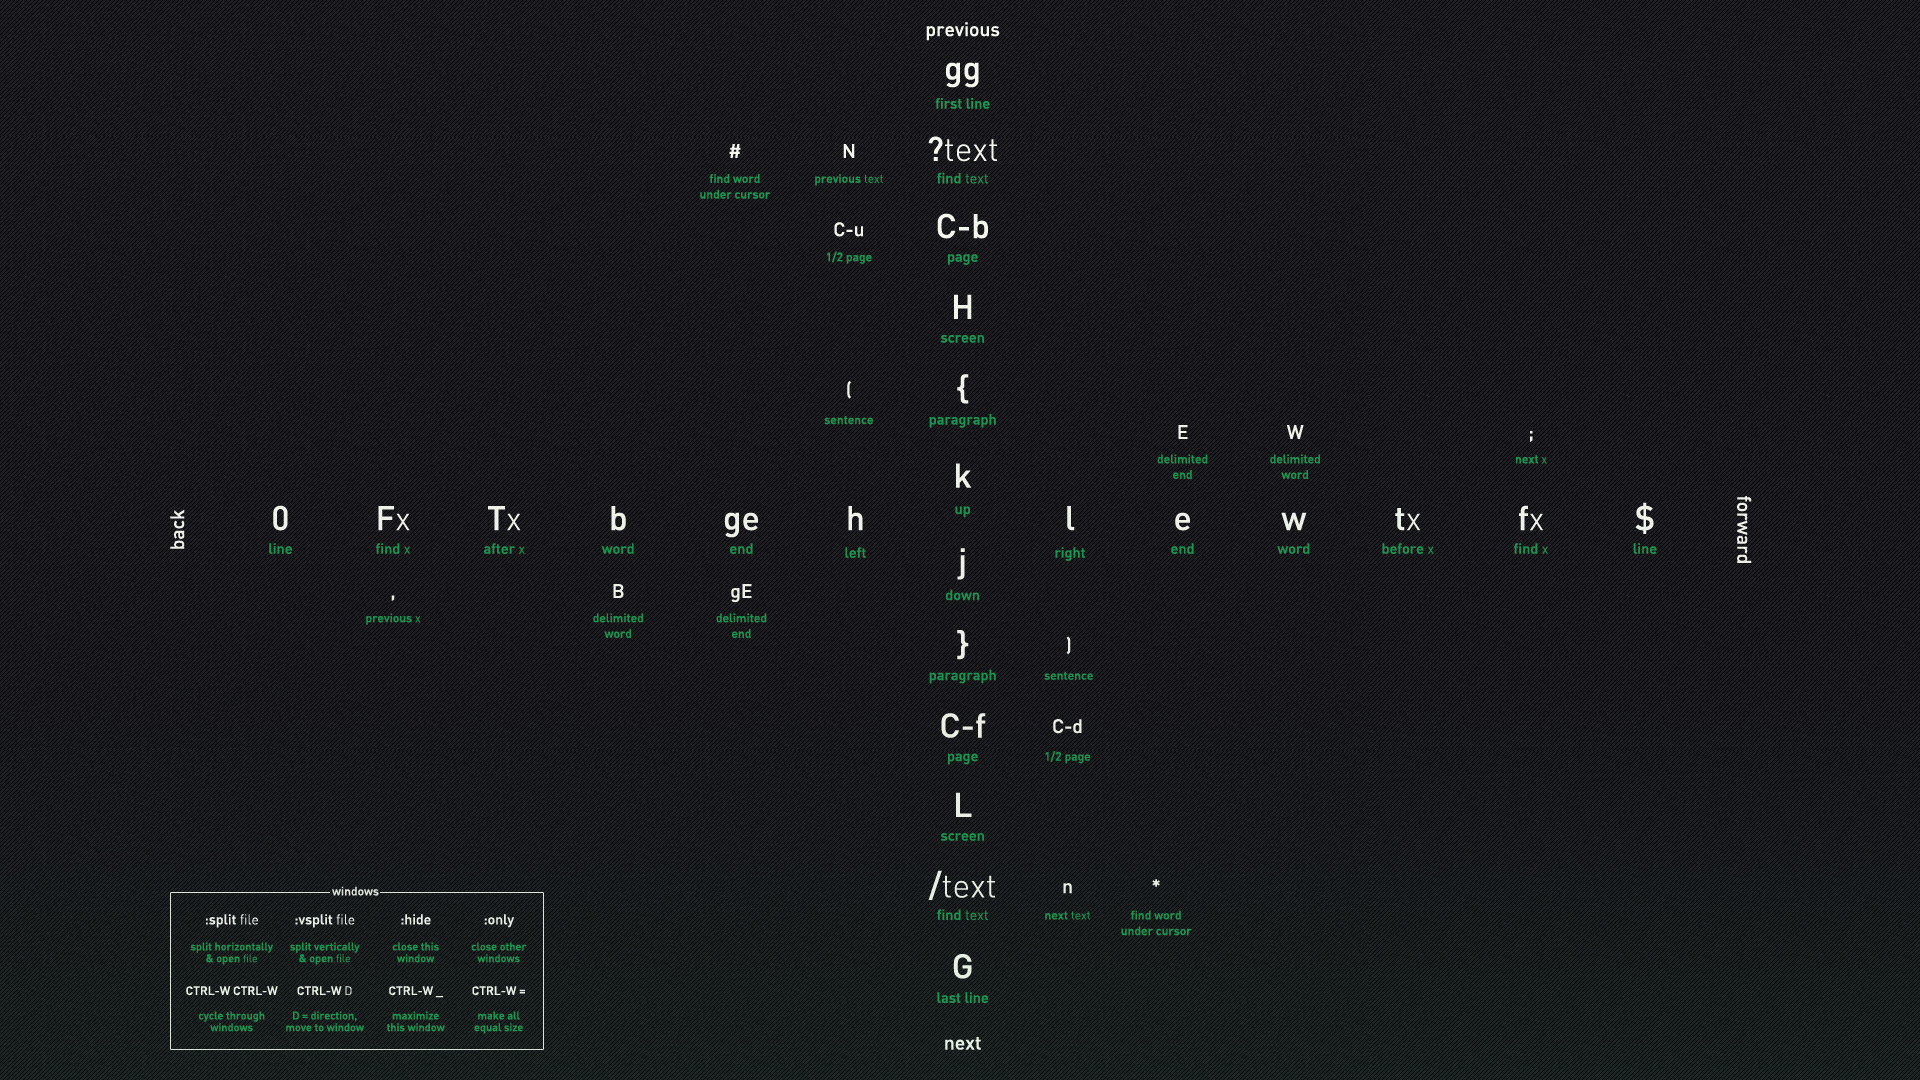 previous
gg
first line
# N ?text
find word previous text find text
under cursor
C-u C-b
1/2 page page
H
screen
( {
sentence paragraph
E W ;
delimited delimited next x
end word
k
up
back 0 Fx Tx b ge h l e w tx fx $ forward
line find x after x word end left right end word before x find x line
j
down
, B gE
previous x delimited delimited
word end
} )
paragraph sentence
C-f C-d
page 1/2 page
L
screen
/text n *
find text next text find word
under cursor
G
last line
next
windows
:split file :vsplit file :hide :only
split horizontally split vertically close this close other
& open file & open file window windows
CTRL-W CTRL-W CTRL-W D CTRL-W _ CTRL-W =
cycle through D = direction, maximize make all
windows move to window this window equal size